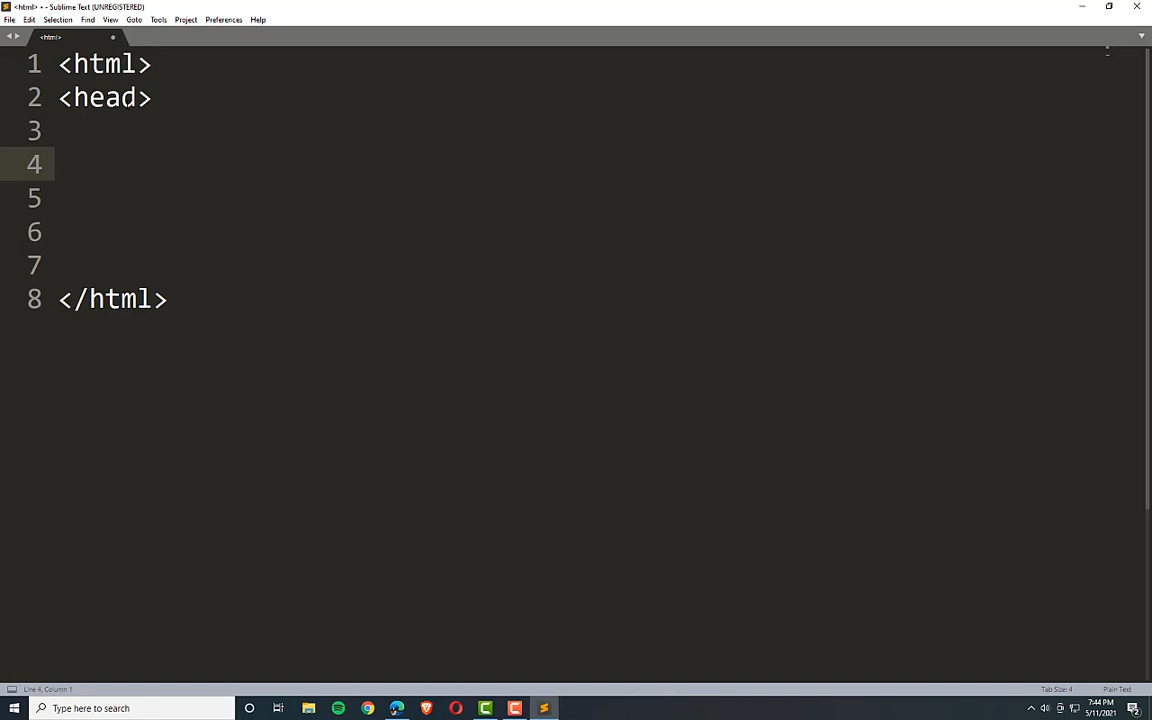 <html> • - Sublime Text (UNREGISTERED)
File Edit Selection Find View Goto Tools Project Preferences Help
<html>
1 <html>
2 <head>
3
4
5
6
7
8 </html>
Line 4, Column 1
Tab Size: 4
Plain Text
Type here to search
7:44 PM
5/11/2021
2